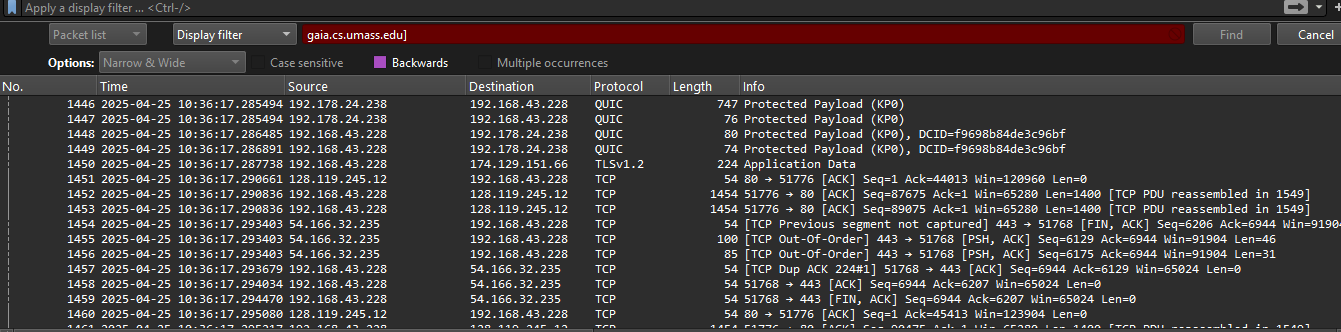 Apply a display filter ... <Ctrl-/>
Packet list Display filter gaia.cs.umass.edu] Find Cancel
Options: Narrow & Wide Case sensitive Backwards Multiple occurrences
No. Time Source Destination Protocol Length Info
1446 2025-04-25 10:36:17.285494 192.178.24.238 192.168.43.228 QUIC 747 Protected Payload (KP0)
1447 2025-04-25 10:36:17.285494 192.178.24.238 192.168.43.228 QUIC 76 Protected Payload (KP0)
1448 2025-04-25 10:36:17.286485 192.168.43.228 192.178.24.238 QUIC 80 Protected Payload (KP0), DCID=f9698b84de3c96bf
1449 2025-04-25 10:36:17.286891 192.168.43.228 192.178.24.238 QUIC 74 Protected Payload (KP0), DCID=f9698b84de3c96bf
1450 2025-04-25 10:36:17.287738 192.168.43.228 174.129.151.66 TLSv1.2 224 Application Data
1451 2025-04-25 10:36:17.290661 128.119.245.12 192.168.43.228 TCP 54 80 → 51776 [ACK] Seq=1 Ack=44013 Win=120960 Len=0
1452 2025-04-25 10:36:17.290836 192.168.43.228 128.119.245.12 TCP 1454 51776 → 80 [ACK] Seq=87675 Ack=1 Win=65280 Len=1400 [TCP PDU reassembled in 1549]
1453 2025-04-25 10:36:17.290836 192.168.43.228 128.119.245.12 TCP 1454 51776 → 80 [ACK] Seq=89075 Ack=1 Win=65280 Len=1400 [TCP PDU reassembled in 1549]
1454 2025-04-25 10:36:17.293403 54.166.32.235 192.168.43.228 TCP 54 [TCP Previous segment not captured] 443 → 51768 [FIN, ACK] Seq=6206 Ack=6944 Win=91904
1455 2025-04-25 10:36:17.293403 54.166.32.235 192.168.43.228 TCP 100 [TCP Out-Of-Order] 443 → 51768 [PSH, ACK] Seq=6129 Ack=6944 Win=91904 Len=46
1456 2025-04-25 10:36:17.293403 54.166.32.235 192.168.43.228 TCP 85 [TCP Out-Of-Order] 443 → 51768 [PSH, ACK] Seq=6175 Ack=6944 Win=91904 Len=31
1457 2025-04-25 10:36:17.293679 192.168.43.228 54.166.32.235 TCP 54 [TCP Dup ACK 224#1] 51768 → 443 [ACK] Seq=6944 Ack=6129 Win=65024 Len=0
1458 2025-04-25 10:36:17.294034 192.168.43.228 54.166.32.235 TCP 54 51768 → 443 [ACK] Seq=6944 Ack=6207 Win=65024 Len=0
1459 2025-04-25 10:36:17.294470 192.168.43.228 54.166.32.235 TCP 54 51768 → 443 [FIN, ACK] Seq=6944 Ack=6207 Win=65024 Len=0
1460 2025-04-25 10:36:17.295080 128.119.245.12 192.168.43.228 TCP 54 80 → 51776 [ACK] Seq=1 Ack=45413 Win=123904 Len=0